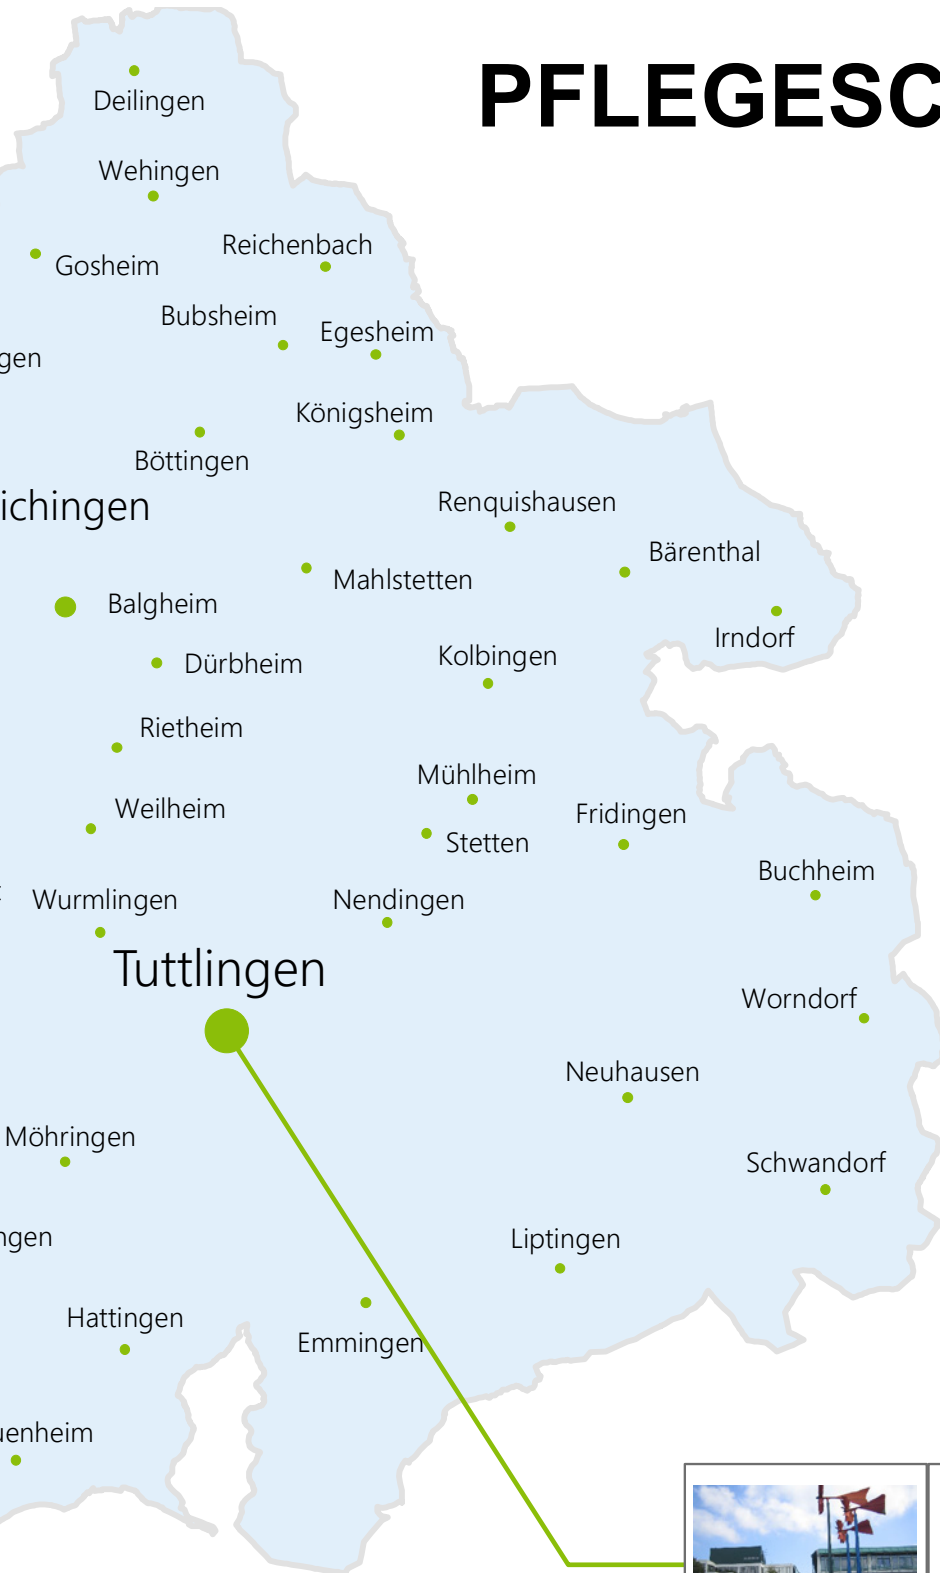 PFLEGESC
Deilingen
Wehingen
Reichenbach
Gosheim
Bubsheim
Egesheim
gen
Königsheim
Böttingen
ichingen
Renquishausen
Bärenthal
Mahlstetten
Balgheim
Irndorf
Kolbingen
Dürbheim
Rietheim
Mühlheim
Weilheim
Fridingen
Stetten
Buchheim
Wurmlingen
Nendingen
Tuttlingen
Worndorf
Neuhausen
Möhringen
Schwandorf
ngen
Liptingen
Hattingen
Emmingen
uenheim